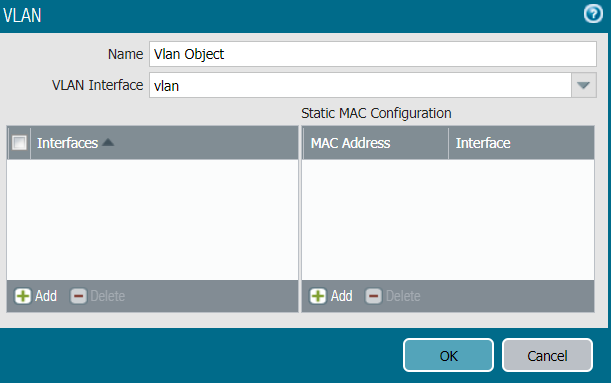 VLAN
Name Vlan Object
VLAN Interface vlan
Static MAC Configuration
Interfaces MAC Address Interface
Add Delete Add Delete
OK Cancel